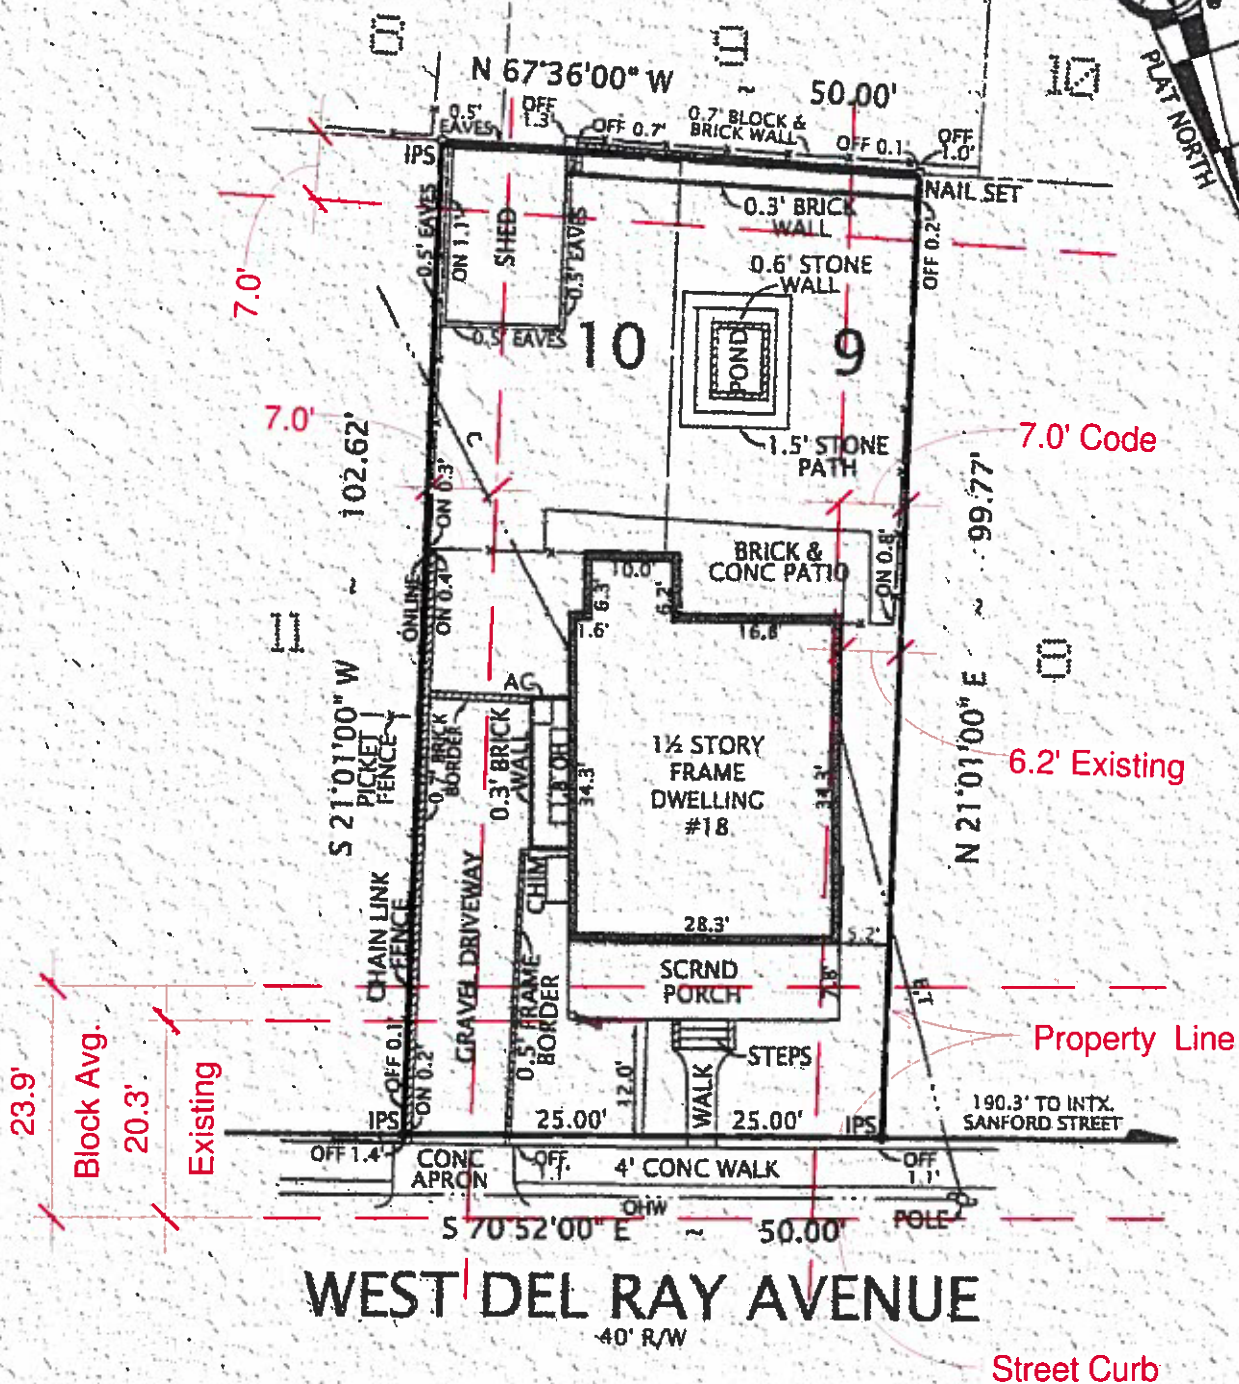 N 67°36'00" W ~ 50.00'
10
PLAT NORTH
0.5' EAVES
OFF 1.3'
OFF 0.7'
0.7' BLOCK & BRICK WALL
OFF 0.1'
OFF 1.0'
IPS
NAIL SET
0.3' BRICK WALL
OFF 0.2'
0.5' EAVES
ON 1.1'
SHED
0.5' EAVES
0.5' EAVES
7.0'
0.6' STONE WALL
POND
10
9
1.5' STONE PATH
7.0'
7.0' Code
102.62'
~
S 21°01'00" W
ON 0.3'
C
99.77'
~
N 21°01'00" E
BRICK & CONC PATIO
ON 0.8'
ONLINE
ON 0.4'
10.0'
6.3'
6.2'
1.6'
16.8'
11
8
AC
6.2' Existing
PICKET FENCE
BRICK BORDER
0.3' BRICK WALL
1.8 OH
34.3'
1½ STORY
FRAME
DWELLING
#18
34.3'
CHAIN LINK FENCE
GRAVEL DRIVEWAY
CHIM
28.3'
5.2'
SCRND
PORCH
7.8'
0.5' FRAME BORDER
E.T.
Property Line
23.9'
Block Avg.
20.3'
Existing
OFF 0.1'
ON 0.2'
12.0'
STEPS
WALK
IPS
25.00'
25.00'
IPS
190.3' TO INTX.
SANFORD STREET
OFF 1.4'
CONC
APRON
OFF 1.1'
4' CONC WALK
OFF 1.1'
OHW
POLE
S 70°52'00" E ~ 50.00'
WEST DEL RAY AVENUE
40' R/W
Street Curb